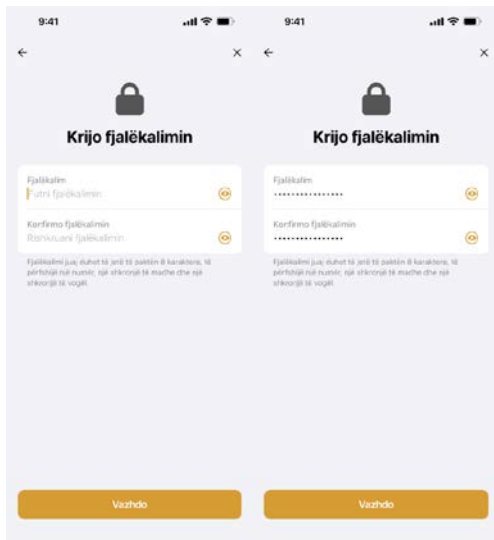 9:41
Krijo fjalëkalimin
Fjalëkalim
Futni fjalëkalimin
Konfirmo fjalëkalimin
Rishkruani fjalëkalimin
Fjalëkalimi juaj duhet të jetë të paktën 8 karaktere, të
përfshijë një numër, një shkronjë të madhe dhe një
shkronjë të vogël.
Vazhdo
9:41
Krijo fjalëkalimin
Fjalëkalim
Konfirmo fjalëkalimin
Fjalëkalimi juaj duhet të jetë të paktën 8 karaktere, të
përfshijë një numër, një shkronjë të madhe dhe një
shkronjë të vogël.
Vazhdo